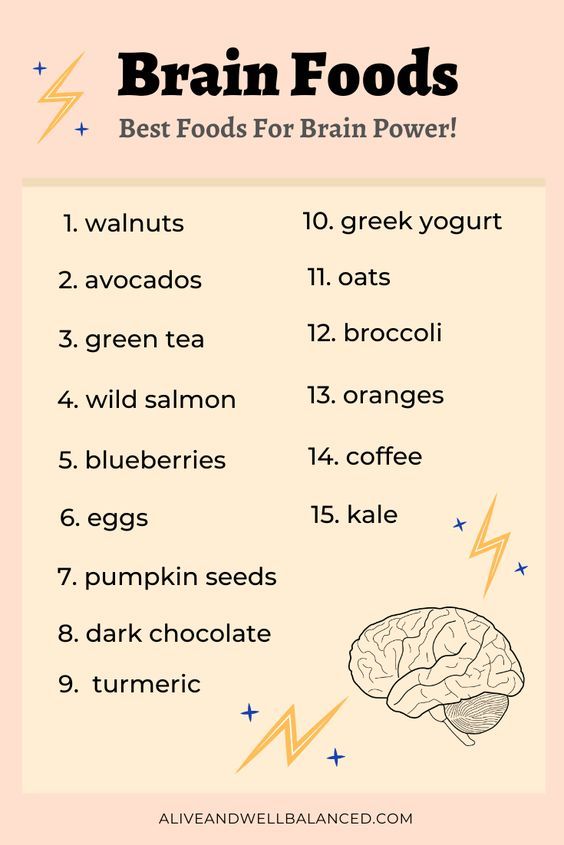 Brain Foods
Best Foods For Brain Power!
1. walnuts
2. avocados
3. green tea
4. wild salmon
5. blueberries
6. eggs
7. pumpkin seeds
8. dark chocolate
9. turmeric
10. greek yogurt
11. oats
12. broccoli
13. oranges
14. coffee
15. kale
ALIVEANDWELLBALANCED.COM